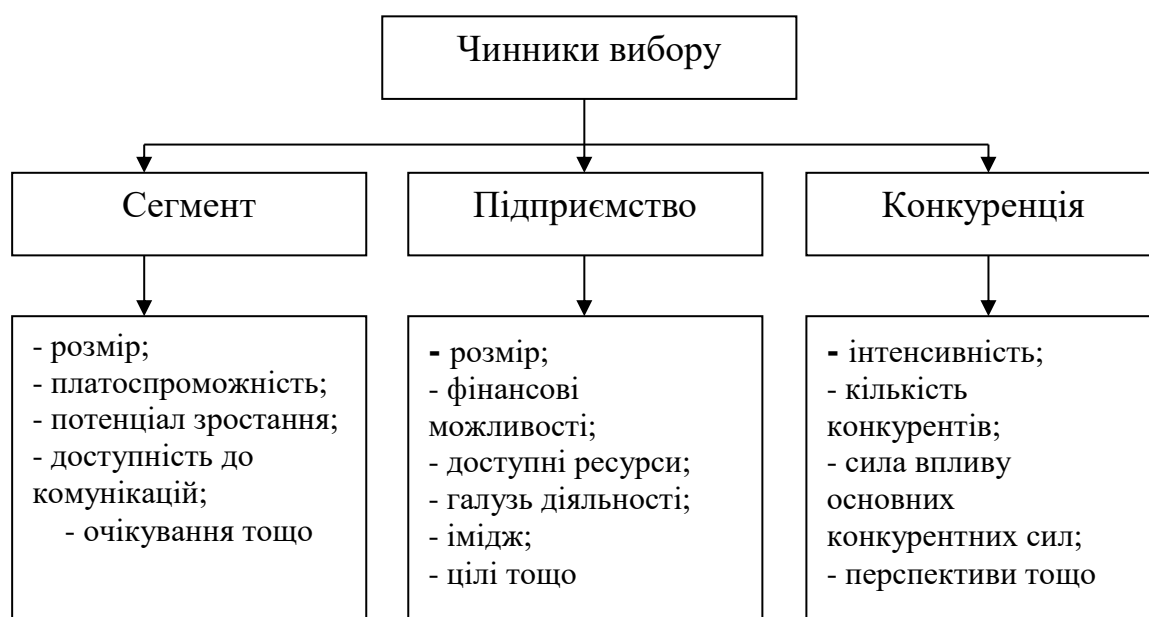 Чинники вибору
Сегмент
Підприємство
Конкуренція
- розмір;
- платоспроможність;
- потенціал зростання;
- доступність до
комунікацій;
- очікування тощо
- розмір;
- фінансові
можливості;
- доступні ресурси;
- галузь діяльності;
- імідж;
- цілі тощо
- інтенсивність;
- кількість
конкурентів;
- сила впливу
основних
конкурентних сил;
- перспективи тощо